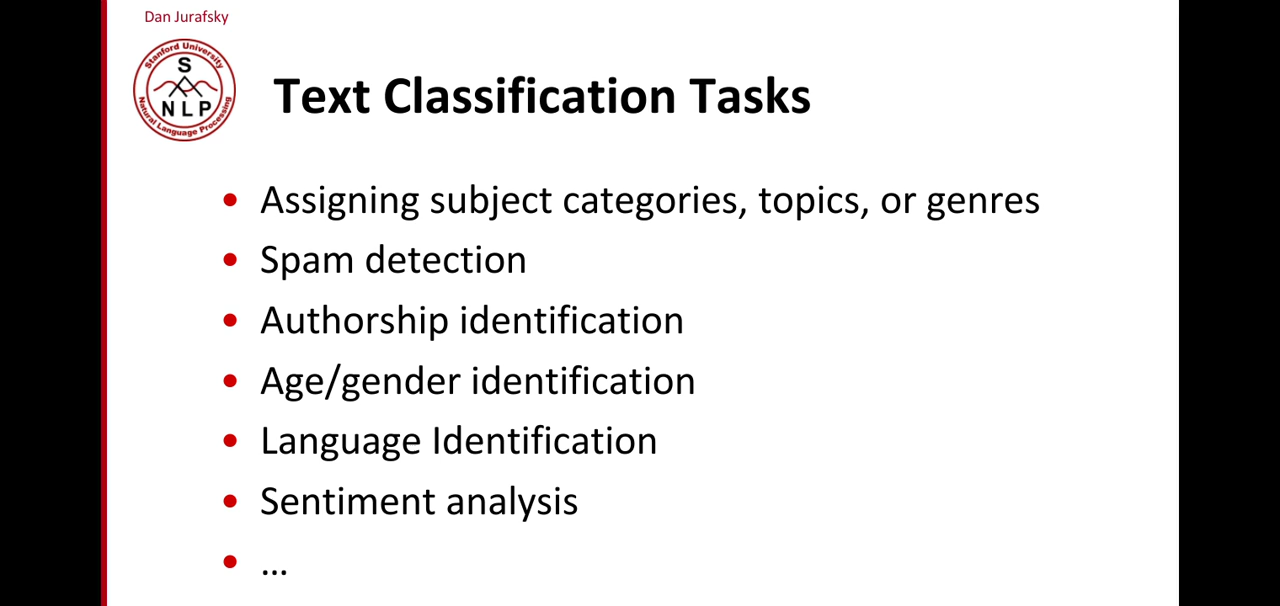 Dan Jurafsky
Stanford University
S
NLP
Natural Language Processing
Text Classification Tasks
• Assigning subject categories, topics, or genres
• Spam detection
• Authorship identification
• Age/gender identification
• Language Identification
• Sentiment analysis
• …